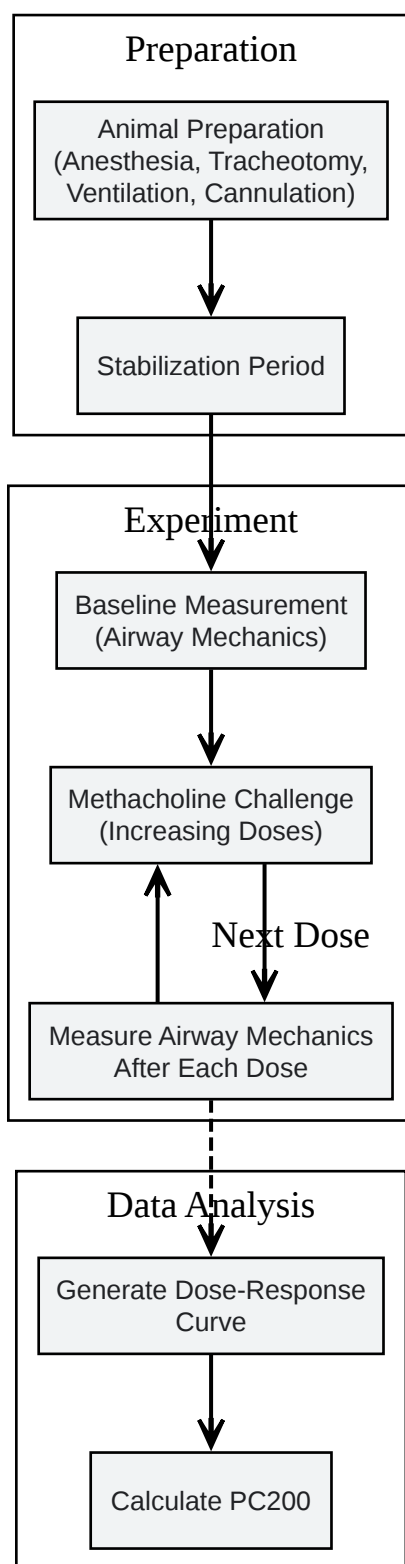 Preparation
Animal Preparation
(Anesthesia, Tracheotomy,
Ventilation, Cannulation)
Stabilization Period
Experiment
Baseline Measurement
(Airway Mechanics)
Methacholine Challenge
(Increasing Doses)
Next Dose
Measure Airway Mechanics
After Each Dose
Data Analysis
Generate Dose-Response
Curve
Calculate PC200